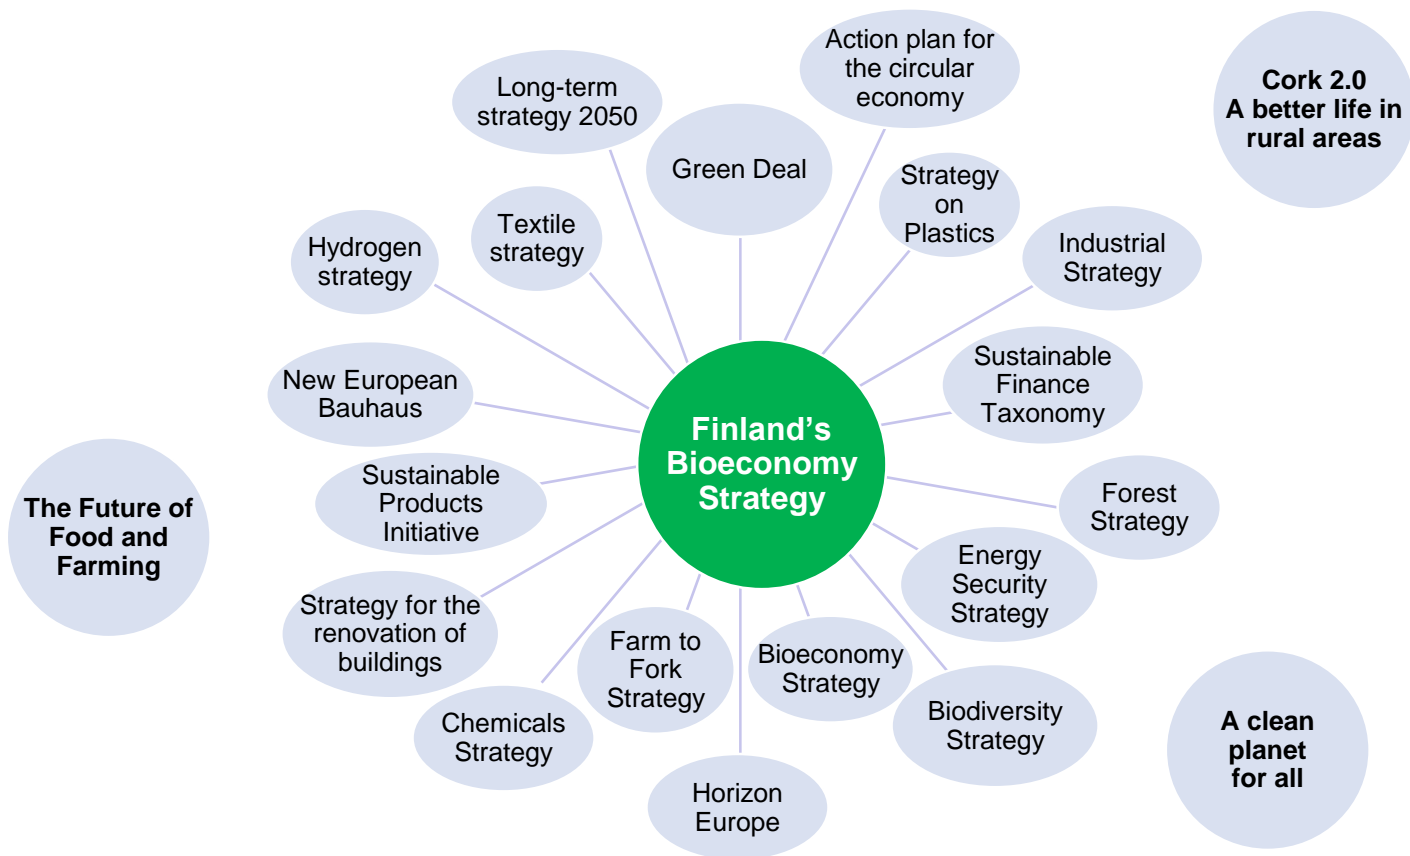 Action plan for
the circular
economy
Cork 2.0
A better life in
rural areas
Long-term
strategy 2050
Green Deal
Strategy
on
Plastics
Textile
strategy
Hydrogen
strategy
Industrial
Strategy
New European
Bauhaus
Sustainable
Finance
Taxonomy
Finland's
Bioeconomy
Strategy
Sustainable
Products
Initiative
Forest
Strategy
The Future of
Food and
Farming
Energy
Security
Strategy
Strategy for the
renovation of
buildings
Farm to
Fork
Strategy
Bioeconomy
Strategy
Chemicals
Strategy
Biodiversity
Strategy
A clean
planet
for all
Horizon
Europe